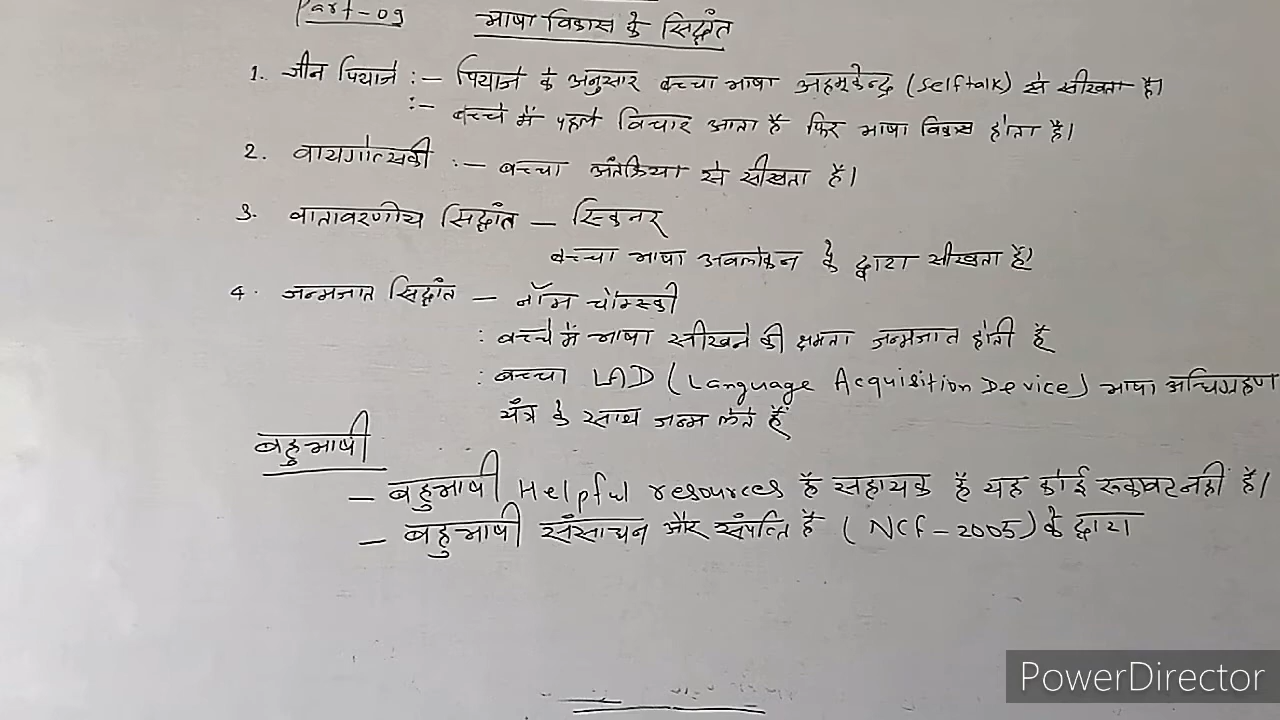 Part-09 भाषा विकास के सिद्धांत
1. जीन पियाजे :- पियाजे के अनुसार बच्चा भाषा अहमकेन्द्र (Selftalk) से सीखता है।
:- बच्चे में पहले विचार आता है फिर भाषा विकास होता है।
2. वायगोत्सकी :- बच्चा अंतक्रिया से सीखता है।
3. वातावरणीय सिद्धांत - स्किनर
बच्चा भाषा अवलोकन के द्वारा सीखता है।
4. जन्मजात सिद्धांत - नॉम चोम्स्की
: बच्चे में भाषा सीखने की क्षमता जन्मजात होती है
: बच्चा LAD (Language Acquisition Device) भाषा अधिग्रहण
यंत्र के साथ जन्म लेते हैं
बहुभाषी
- बहुभाषी Helpful resources है सहायक है यह कोई रूकावट नहीं है।
- बहुभाषी संसाधन और संपत्ति है (NCF-2005) के द्वारा
PowerDirector